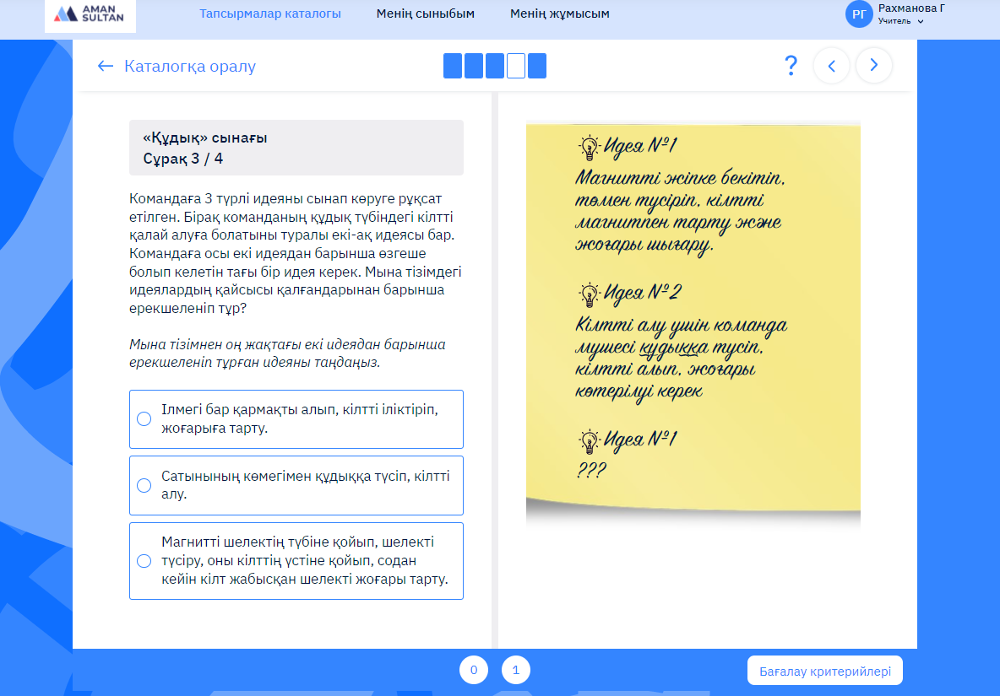 AMAN
SULTAN
Тапсырмалар каталогы
Менің сыныбым
Менің жұмысым
РГ
Рахманова Г
Учитель
Каталогқа оралу
?
«Құдық» сынағы
Сұрақ 3 / 4
Командаға 3 түрлі идеяны сынап көруге рұқсат
етілген. Бірақ команданың құдық түбіндегі кілтті
қалай алуға болатыны туралы екі-ақ идеясы бар.
Командаға осы екі идеядан барынша өзгеше
болып келетін тағы бір идея керек. Мына тізімдегі
идеялардың қайсысы қалғандарынан барынша
ерекшеленіп тұр?
Мына тізімнен оң жақтағы екі идеядан барынша
ерекшеленіп тұрған идеяны таңдаңыз.
Ілмегі бар қармақты алып, кілтті іліктіріп,
жоғарыға тарту.
Сатынының көмегімен құдыққа түсіп, кілтті
алу.
Магнитті шелектің түбіне қойып, шелекті
түсіру, оны кілттің үстіне қойып, содан
кейін кілт жабысқан шелекті жоғары тарту.
Идея №1
Магнитті жіпке бекітіп,
төмен түсіріп, кілтті
магнитпен тарту және
жоғары шығару.
Идея №2
Кілтті алу үшін команда
мүшесі құдыққа түсіп,
кілтті алып, жоғары
көтерілуі керек
Идея №1
???
0
1
Бағалау критерийлері